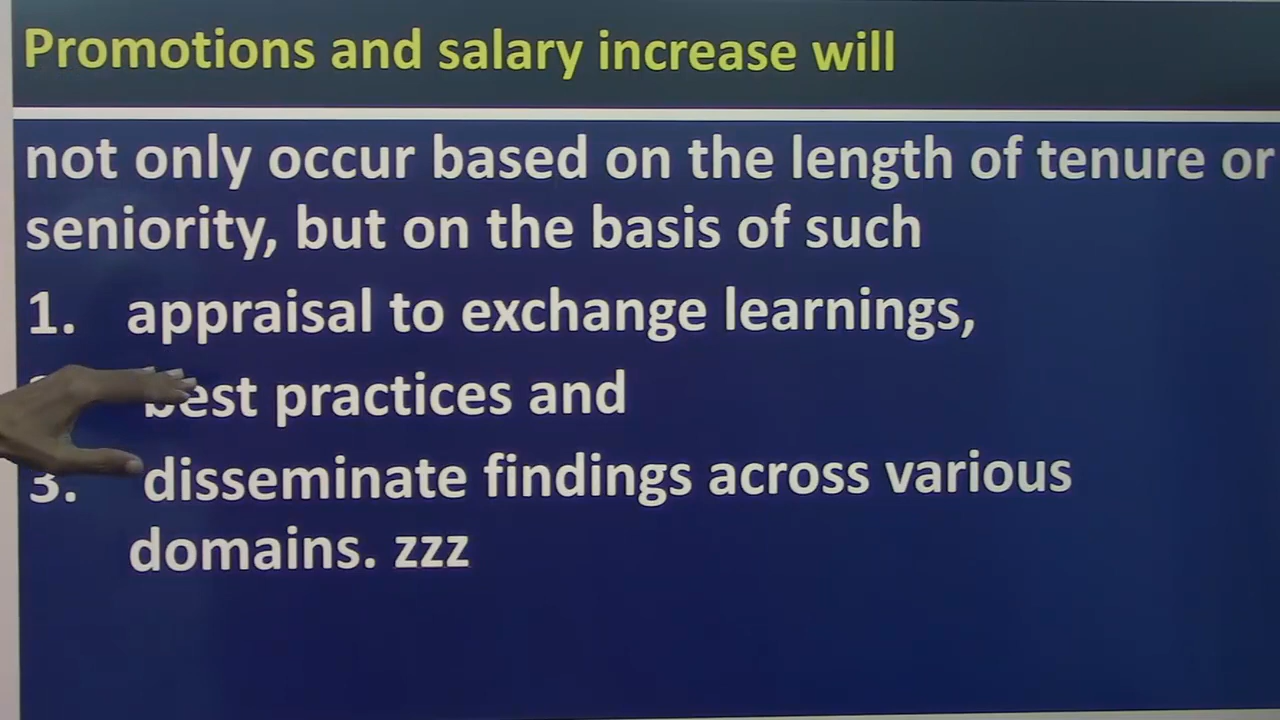 Promotions and salary increase will
not only occur based on the length of tenure or
seniority, but on the basis of such
1. appraisal to exchange learnings,
best practices and
3. disseminate findings across various
domains. zzz